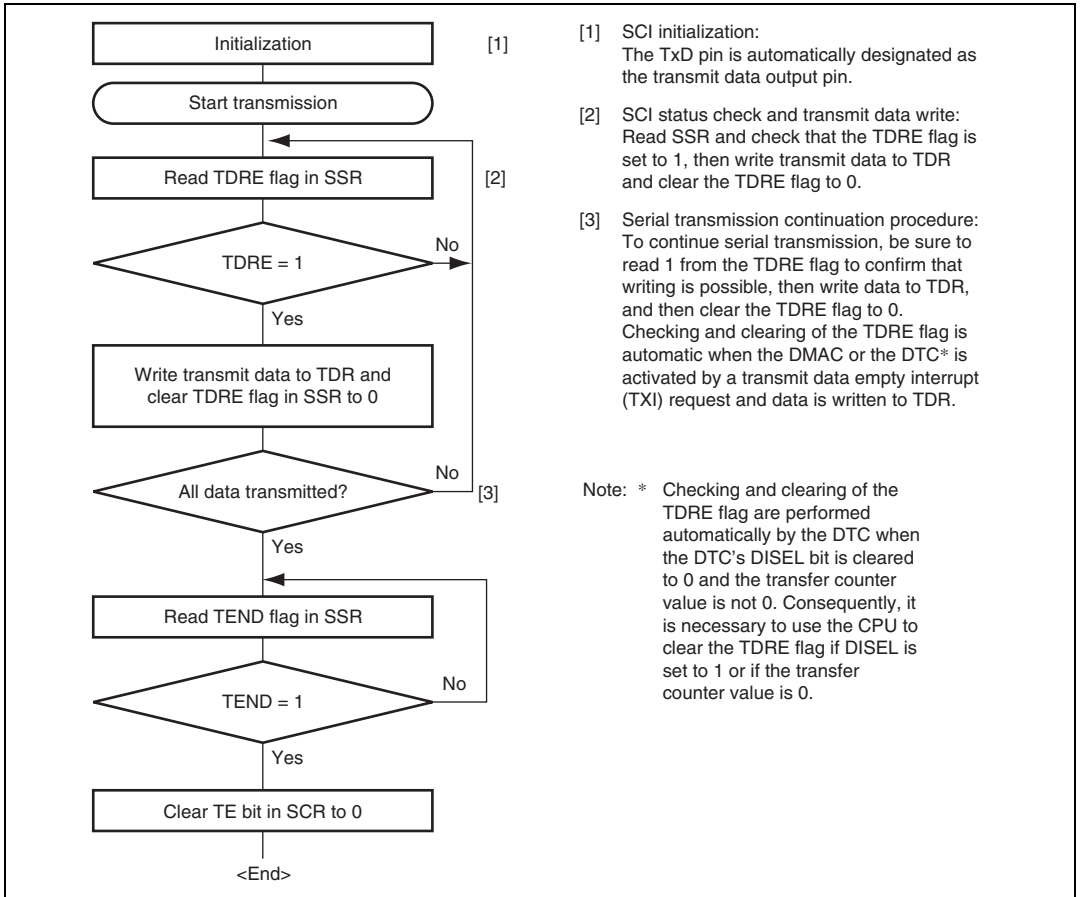 Initialization
[1]
Start transmission
Read TDRE flag in SSR
[2]
TDRE = 1
No
Yes
Write transmit data to TDR and
clear TDRE flag in SSR to 0
All data transmitted?
No
[3]
Yes
Read TEND flag in SSR
TEND = 1
No
Yes
Clear TE bit in SCR to 0
<End>
[1] SCI initialization:
The TxD pin is automatically designated as
the transmit data output pin.
[2] SCI status check and transmit data write:
Read SSR and check that the TDRE flag is
set to 1, then write transmit data to TDR
and clear the TDRE flag to 0.
[3] Serial transmission continuation procedure:
To continue serial transmission, be sure to
read 1 from the TDRE flag to confirm that
writing is possible, then write data to TDR,
and then clear the TDRE flag to 0.
Checking and clearing of the TDRE flag is
automatic when the DMAC or the DTC* is
activated by a transmit data empty interrupt
(TXI) request and data is written to TDR.
Note: * Checking and clearing of the
TDRE flag are performed
automatically by the DTC when
the DTC's DISEL bit is cleared
to 0 and the transfer counter
value is not 0. Consequently, it
is necessary to use the CPU to
clear the TDRE flag if DISEL is
set to 1 or if the transfer
counter value is 0.